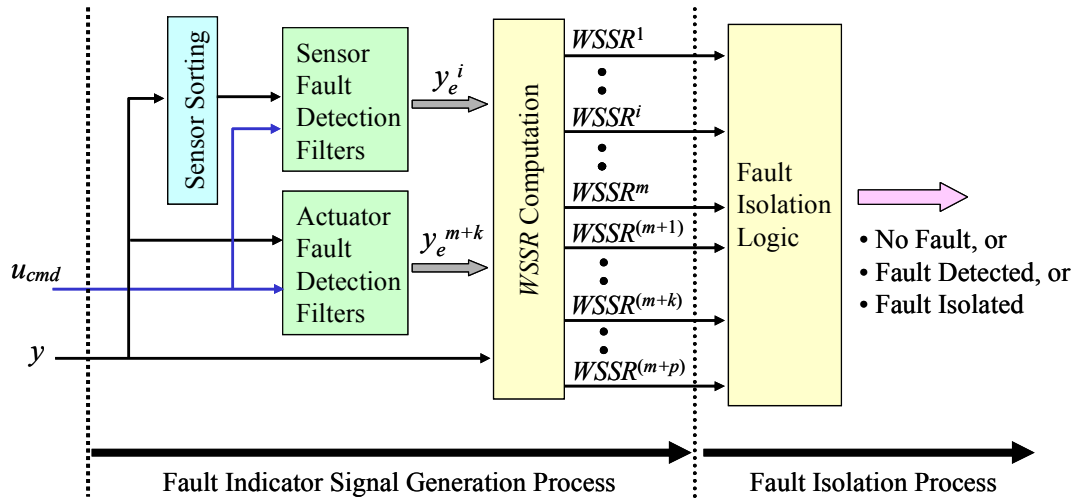 Sensor Sorting
Sensor
Fault
Detection
Filters
y_e^i
Actuator
Fault
Detection
Filters
y_e^{m+k}
u_{cmd}
y
WSSR Computation
WSSR^1
WSSR^i
WSSR^m
WSSR^{(m+1)}
WSSR^{(m+k)}
WSSR^{(m+p)}
Fault
Isolation
Logic
• No Fault, or
• Fault Detected, or
• Fault Isolated
Fault Indicator Signal Generation Process
Fault Isolation Process